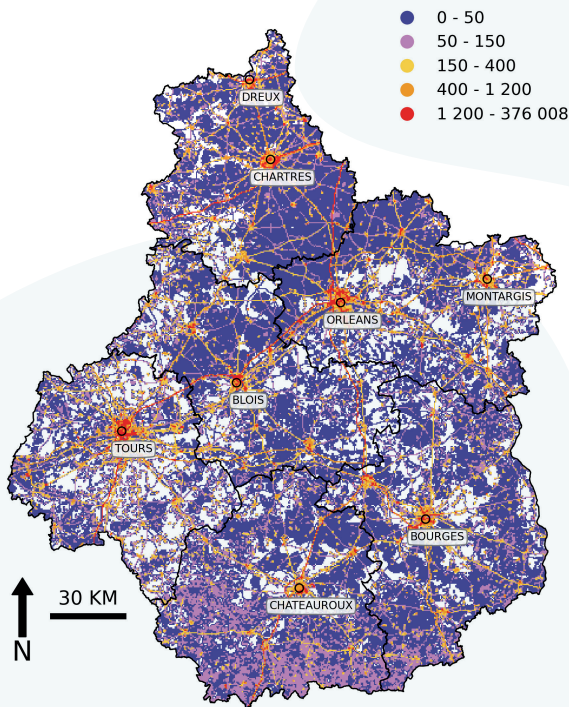 0 - 50
50 - 150
150 - 400
400 - 1 200
1 200 - 376 008
DREUX
CHARTRES
MONTARGIS
ORLEANS
BLOIS
TOURS
BOURGES
CHATEAUROUX
30 KM
N